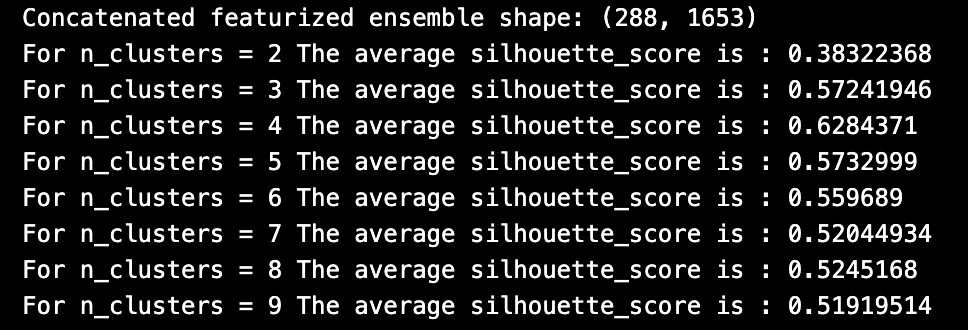 Concatenated featurized ensemble shape: (288, 1653)
For n_clusters = 2 The average silhouette_score is : 0.38322368
For n_clusters = 3 The average silhouette_score is : 0.57241946
For n_clusters = 4 The average silhouette_score is : 0.6284371
For n_clusters = 5 The average silhouette_score is : 0.5732999
For n_clusters = 6 The average silhouette_score is : 0.559689
For n_clusters = 7 The average silhouette_score is : 0.52044934
For n_clusters = 8 The average silhouette_score is : 0.5245168
For n_clusters = 9 The average silhouette_score is : 0.51919514